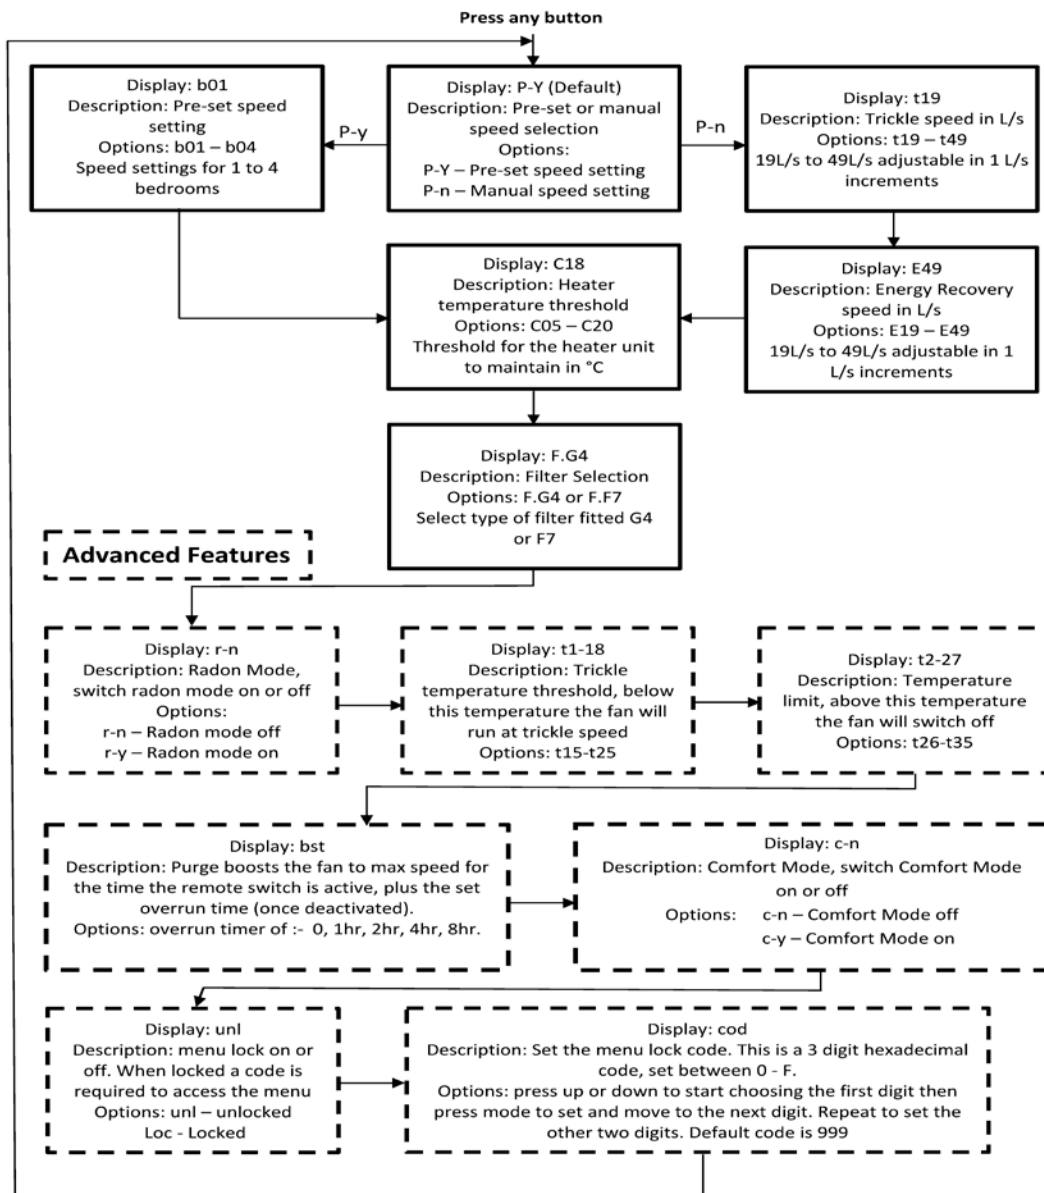 Press any button
Display: b01
Description: Pre-set speed
setting
Options: b01 – b04
Speed settings for 1 to 4
bedrooms
P-y
Display: P-Y (Default)
Description: Pre-set or manual
speed selection
Options:
P-Y – Pre-set speed setting
P-n – Manual speed setting
P-n
Display: t19
Description: Trickle speed in L/s
Options: t19 – t49
19L/s to 49L/s adjustable in 1 L/s
increments
Display: C18
Description: Heater
temperature threshold
Options: C05 – C20
Threshold for the heater unit
to maintain in °C
Display: E49
Description: Energy Recovery
speed in L/s
Options: E19 – E49
19L/s to 49L/s adjustable in 1
L/s increments
Display: F.G4
Description: Filter Selection
Options: F.G4 or F.F7
Select type of filter fitted G4
or F7
Advanced Features
Display: r-n
Description: Radon Mode,
switch radon mode on or off
Options:
r-n – Radon mode off
r-y – Radon mode on
Display: t1-18
Description: Trickle
temperature threshold, below
this temperature the fan will
run at trickle speed
Options: t15-t25
Display: t2-27
Description: Temperature
limit, above this temperature
the fan will switch off
Options: t26-t35
Display: bst
Description: Purge boosts the fan to max speed for
the time the remote switch is active, plus the set
overrun time (once deactivated).
Options: overrun timer of :- 0, 1hr, 2hr, 4hr, 8hr.
Display: c-n
Description: Comfort Mode, switch Comfort Mode
on or off
Options: c-n – Comfort Mode off
c-y – Comfort Mode on
Display: unl
Description: menu lock on or
off. When locked a code is
required to access the menu
Options: unl – unlocked
Loc - Locked
Display: cod
Description: Set the menu lock code. This is a 3 digit hexadecimal
code, set between 0 - F.
Options: press up or down to start choosing the first digit then
press mode to set and move to the next digit. Repeat to set the
other two digits. Default code is 999